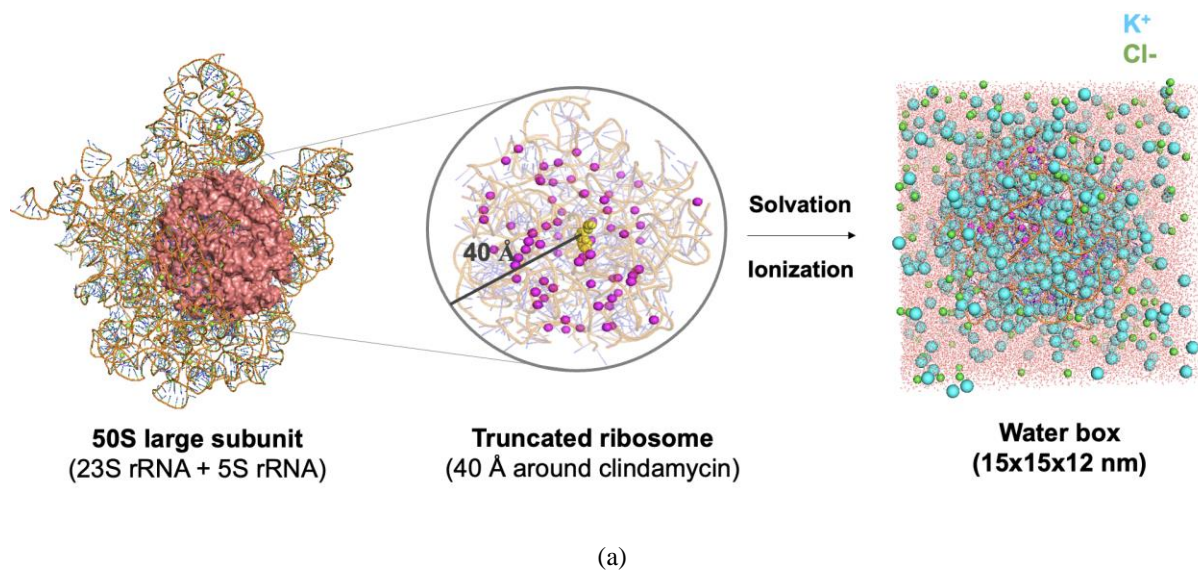 K+
Cl-
40 Å
Solvation
Ionization
50S large subunit
(23S rRNA + 5S rRNA)
Truncated ribosome
(40 Å around clindamycin)
Water box
(15x15x12 nm)
(a)